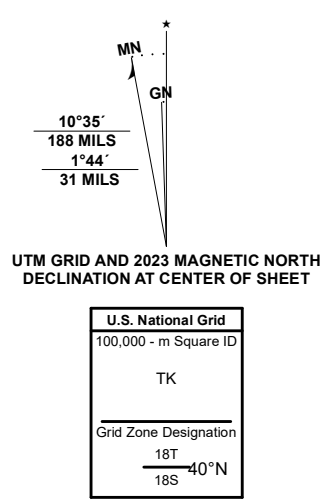 ★
MN
GN
10°35´
188 MILS
1°44´
31 MILS
UTM GRID AND 2023 MAGNETIC NORTH
DECLINATION AT CENTER OF SHEET
U.S. National Grid
100,000 - m Square ID
TK
Grid Zone Designation
18T
40°N
18S